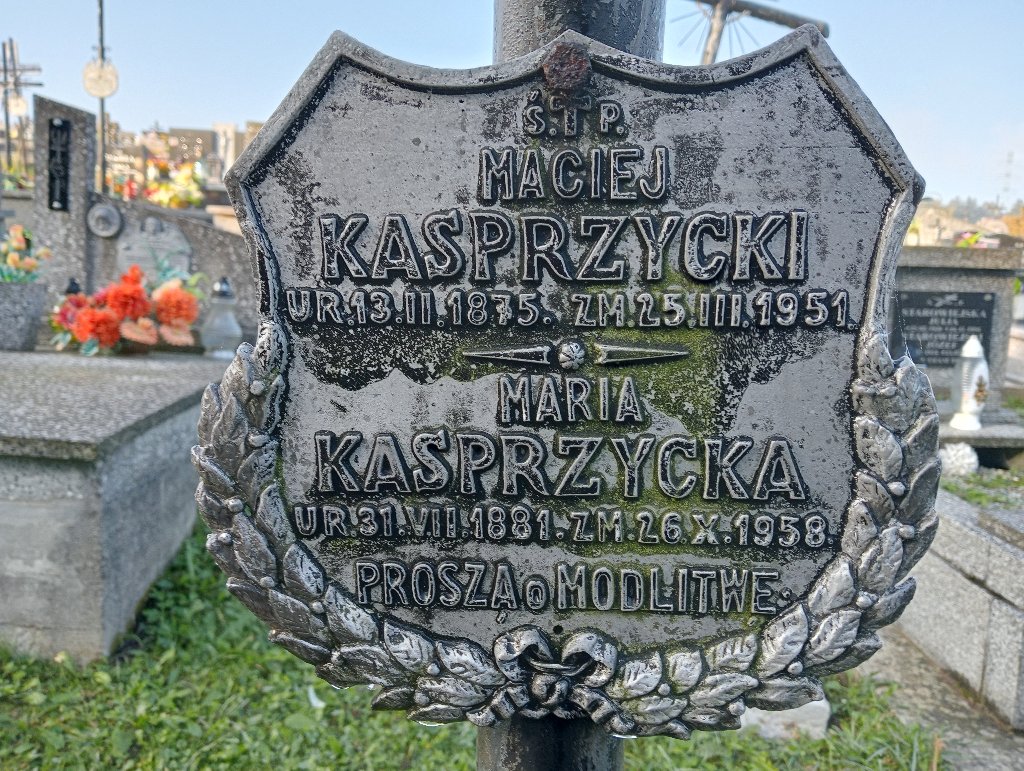 Ś.†P.
MACIEJ
KASPRZYCKI
UR.13.II.1875. ZM.25.III.1951.
MARIA
KASPRZYCKA
UR.31.VII.1881.ZM.26.X.1958.
PROSZĄ o MODLITWE.